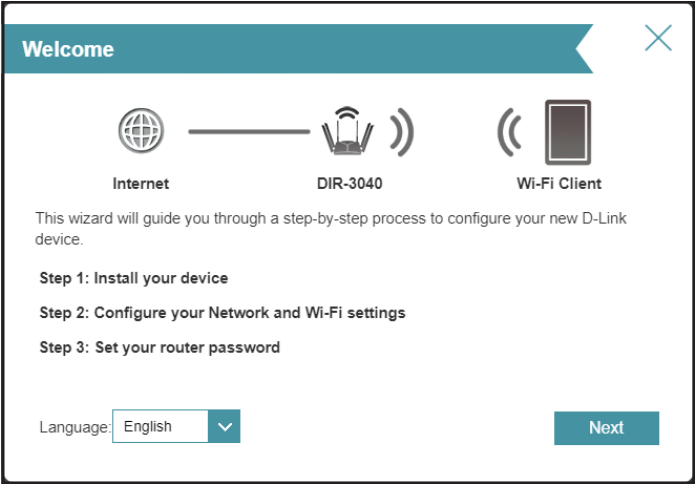 Welcome
Internet
DIR-3040
Wi-Fi Client
This wizard will guide you through a step-by-step process to configure your new D-Link
device.
Step 1: Install your device
Step 2: Configure your Network and Wi-Fi settings
Step 3: Set your router password
Language: English
Next